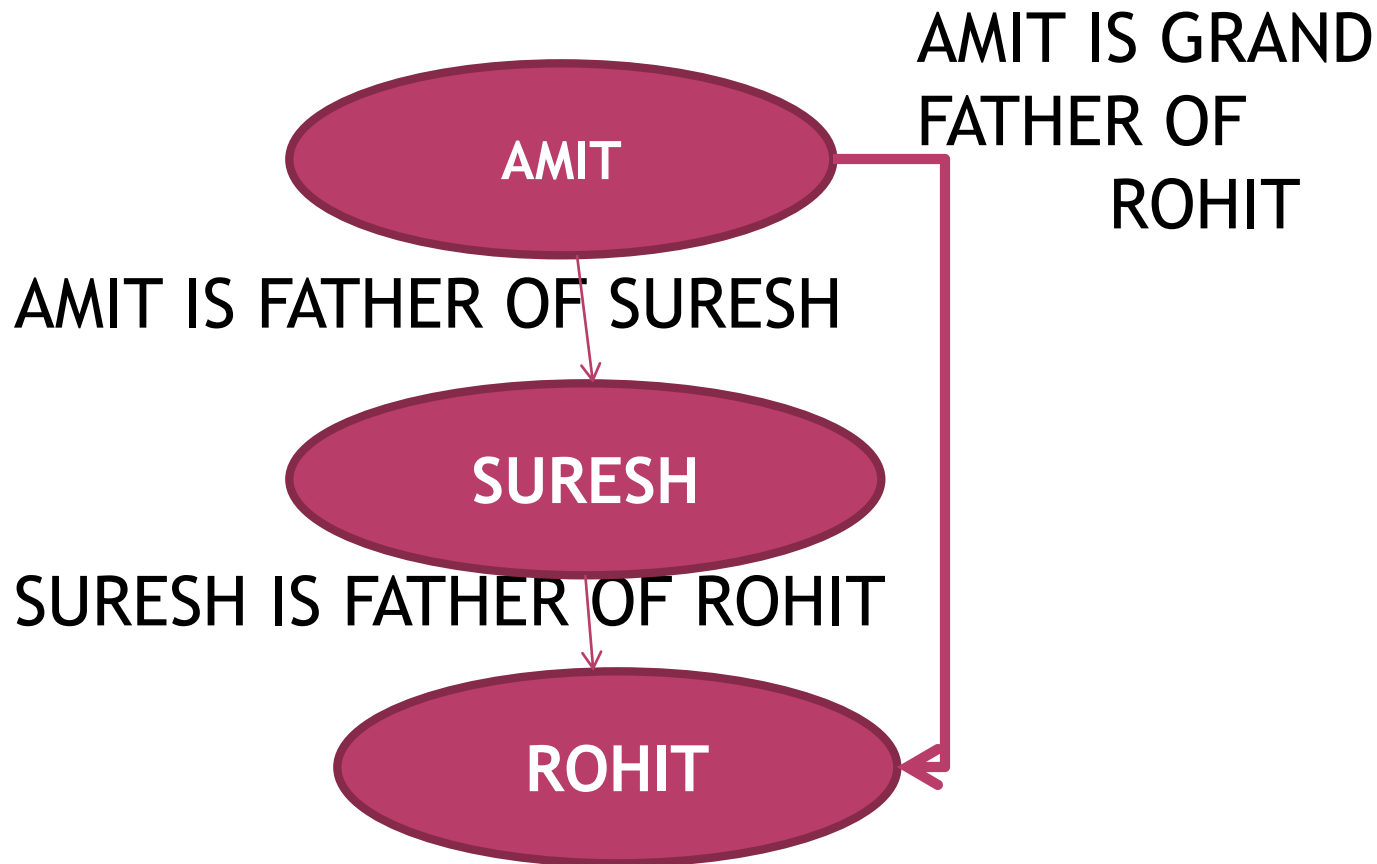 AMIT IS GRAND
FATHER OF
ROHIT
AMIT
AMIT IS FATHER OF SURESH
SURESH
SURESH IS FATHER OF ROHIT
ROHIT